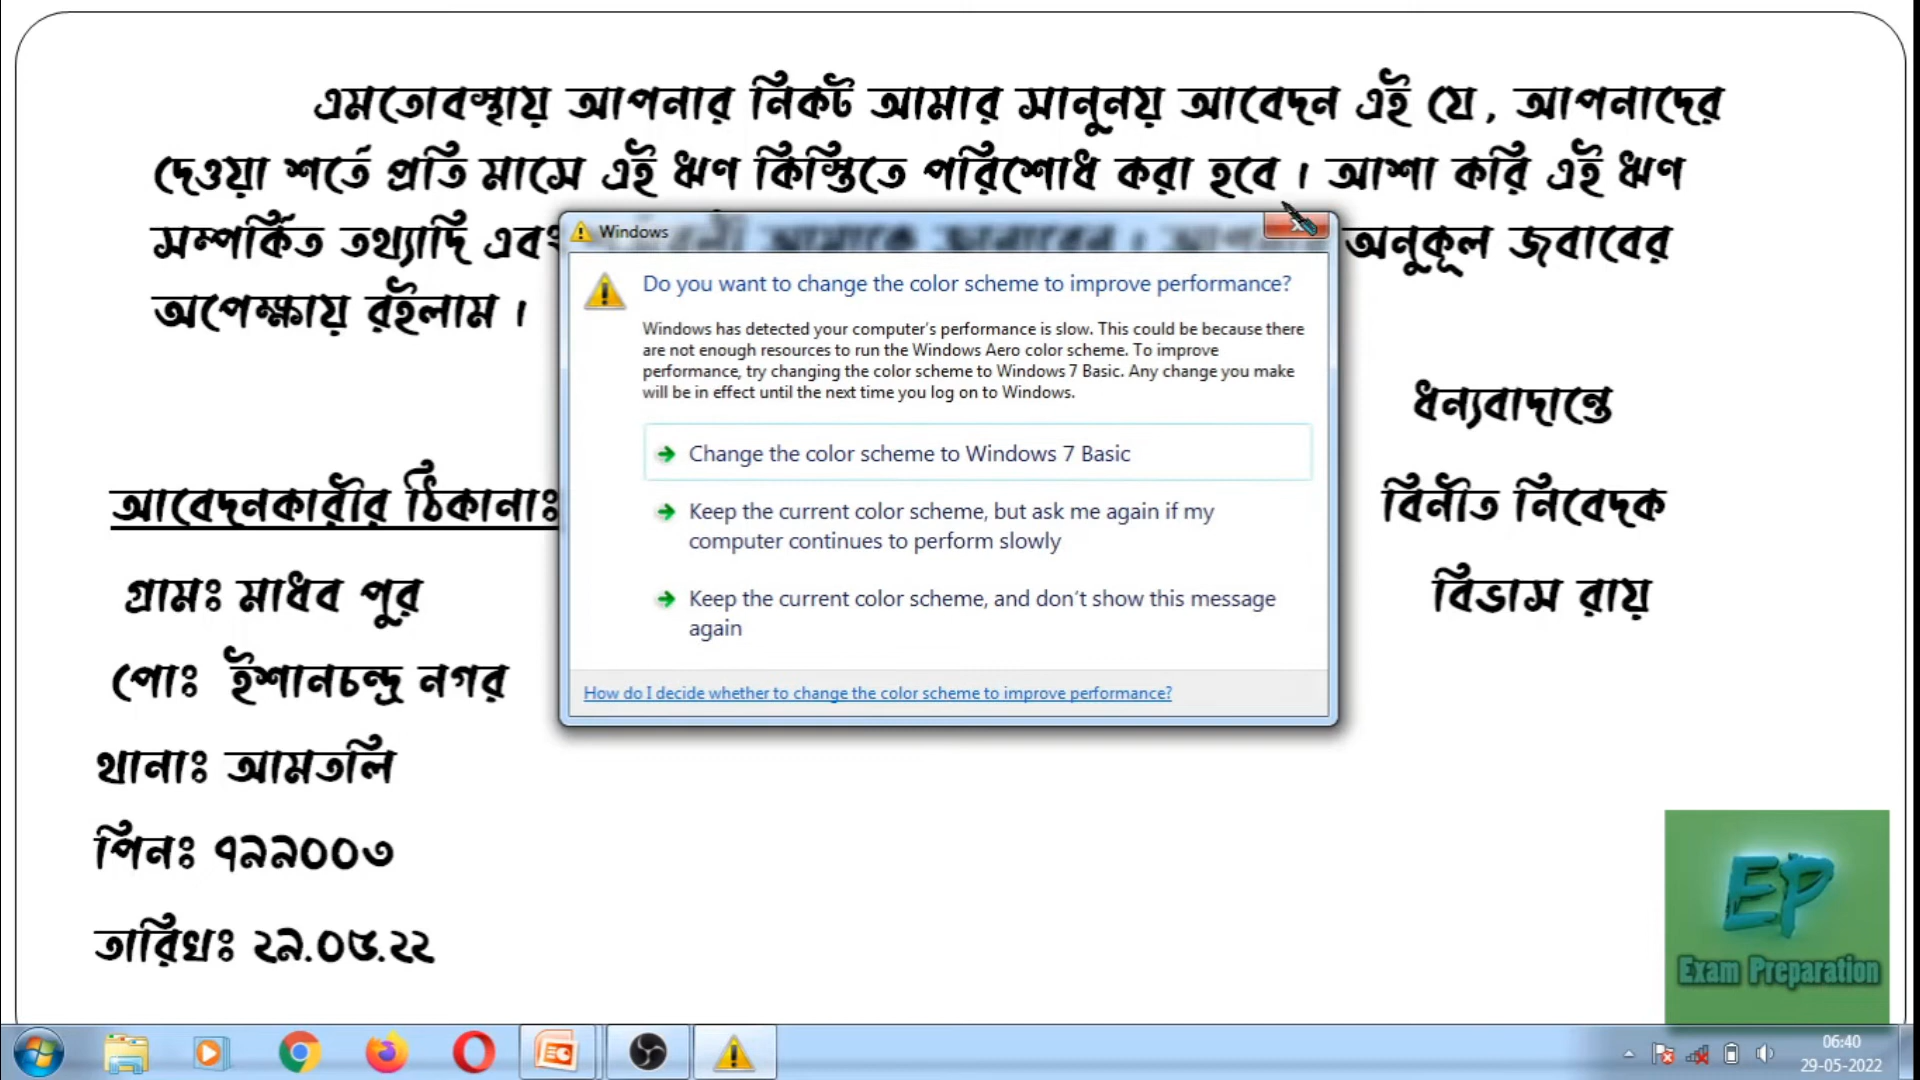 এমতোবস্থায় আপনার নিকট আমার সানুনয় আবেদন এই যে , আপনাদের
দেওয়া শর্তে প্রতি মাসে এই ঋণ কিস্তিতে পরিশোধ করা হবে । আশা করি এই ঋণ
সম্পর্কিত তথ্যাদি এবং
অনুকূল জবাবের
অপেক্ষায় রইলাম ।
Windows
Do you want to change the color scheme to improve performance?
Windows has detected your computer's performance is slow. This could be because there
are not enough resources to run the Windows Aero color scheme. To improve
performance, try changing the color scheme to Windows 7 Basic. Any change you make
will be in effect until the next time you log on to Windows.
Change the color scheme to Windows 7 Basic
Keep the current color scheme, but ask me again if my
computer continues to perform slowly
Keep the current color scheme, and don't show this message
again
How do I decide whether to change the color scheme to improve performance?
ধন্যবাদান্তে
বিনীত নিবেদক
বিভাস রায়
আবেদনকারীর ঠিকানাঃ
গ্রামঃ মাধব পুর
পোঃ ইশানচন্দ্র নগর
থানাঃ আমতলি
পিনঃ ৭৯৯০০৩
তারিখঃ ২৯.০৫.২২
EP
Exam Preparation
06:40
29-05-2022